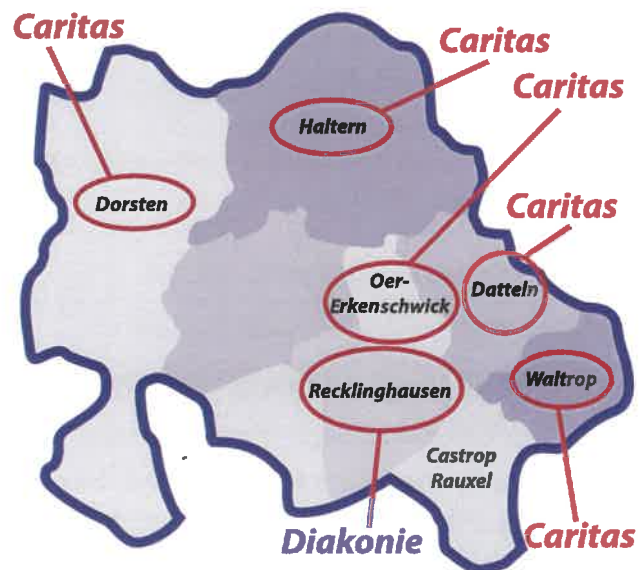 Caritas
Caritas
Caritas
Haltern
Dorsten
Caritas
Oer-
Erkenschwick
Datteln
Recklinghausen
Waltrop
Castrop
Rauxel
Diakonie
Caritas